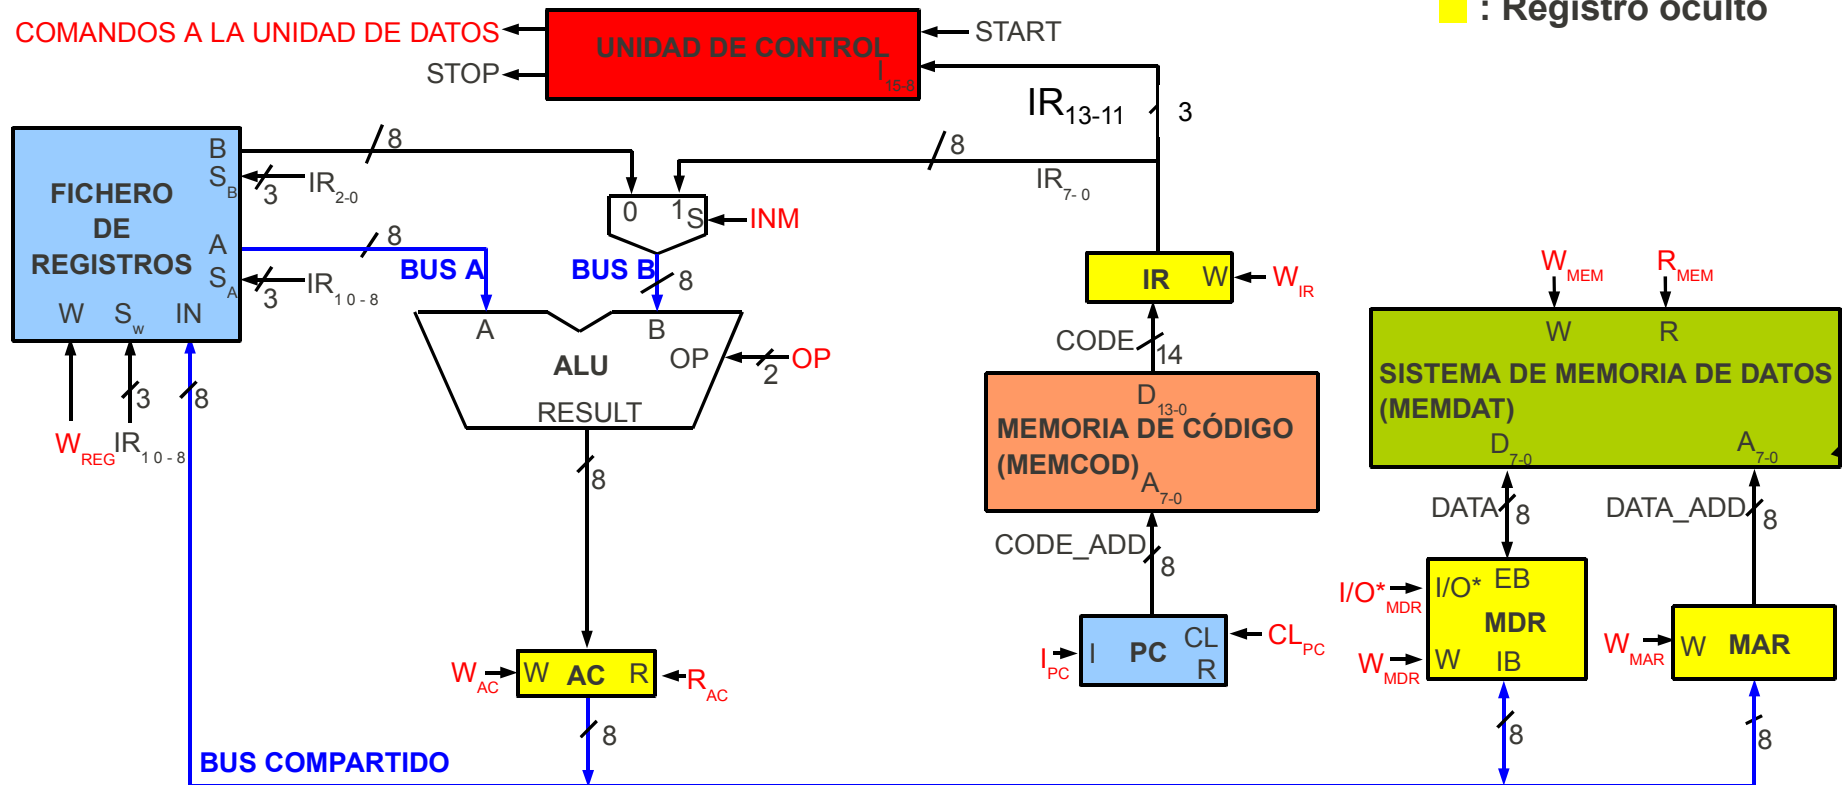 : Registro oculto
COMANDOS A LA UNIDAD DE DATOS
STOP
UNIDAD DE CONTROL
I15-8
START
IR13-11
3
8
8
IR7-0
B
SB
3
IR2-0
FICHERO
DE
REGISTROS
A
SA
3
IR10-8
8
W
Sw
IN
WREG
3
IR10-8
8
0
1
S
INM
BUS A
BUS B
8
A
B
ALU
OP
2
OP
RESULT
8
WAC
W
AC
R
RAC
8
BUS COMPARTIDO
IR
W
WIR
CODE
14
D13-0
MEMORIA DE CÓDIGO
(MEMCOD)
A7-0
CODE_ADD
8
IPC
I
PC
CL
R
CLPC
WMEM
RMEM
W
R
SISTEMA DE MEMORIA DE DATOS
(MEMDAT)
D7-0
A7-0
DATA
8
DATA_ADD
8
I/O*MDR
I/O*
EB
MDR
WMDR
W
IB
8
WMAR
W
MAR
8